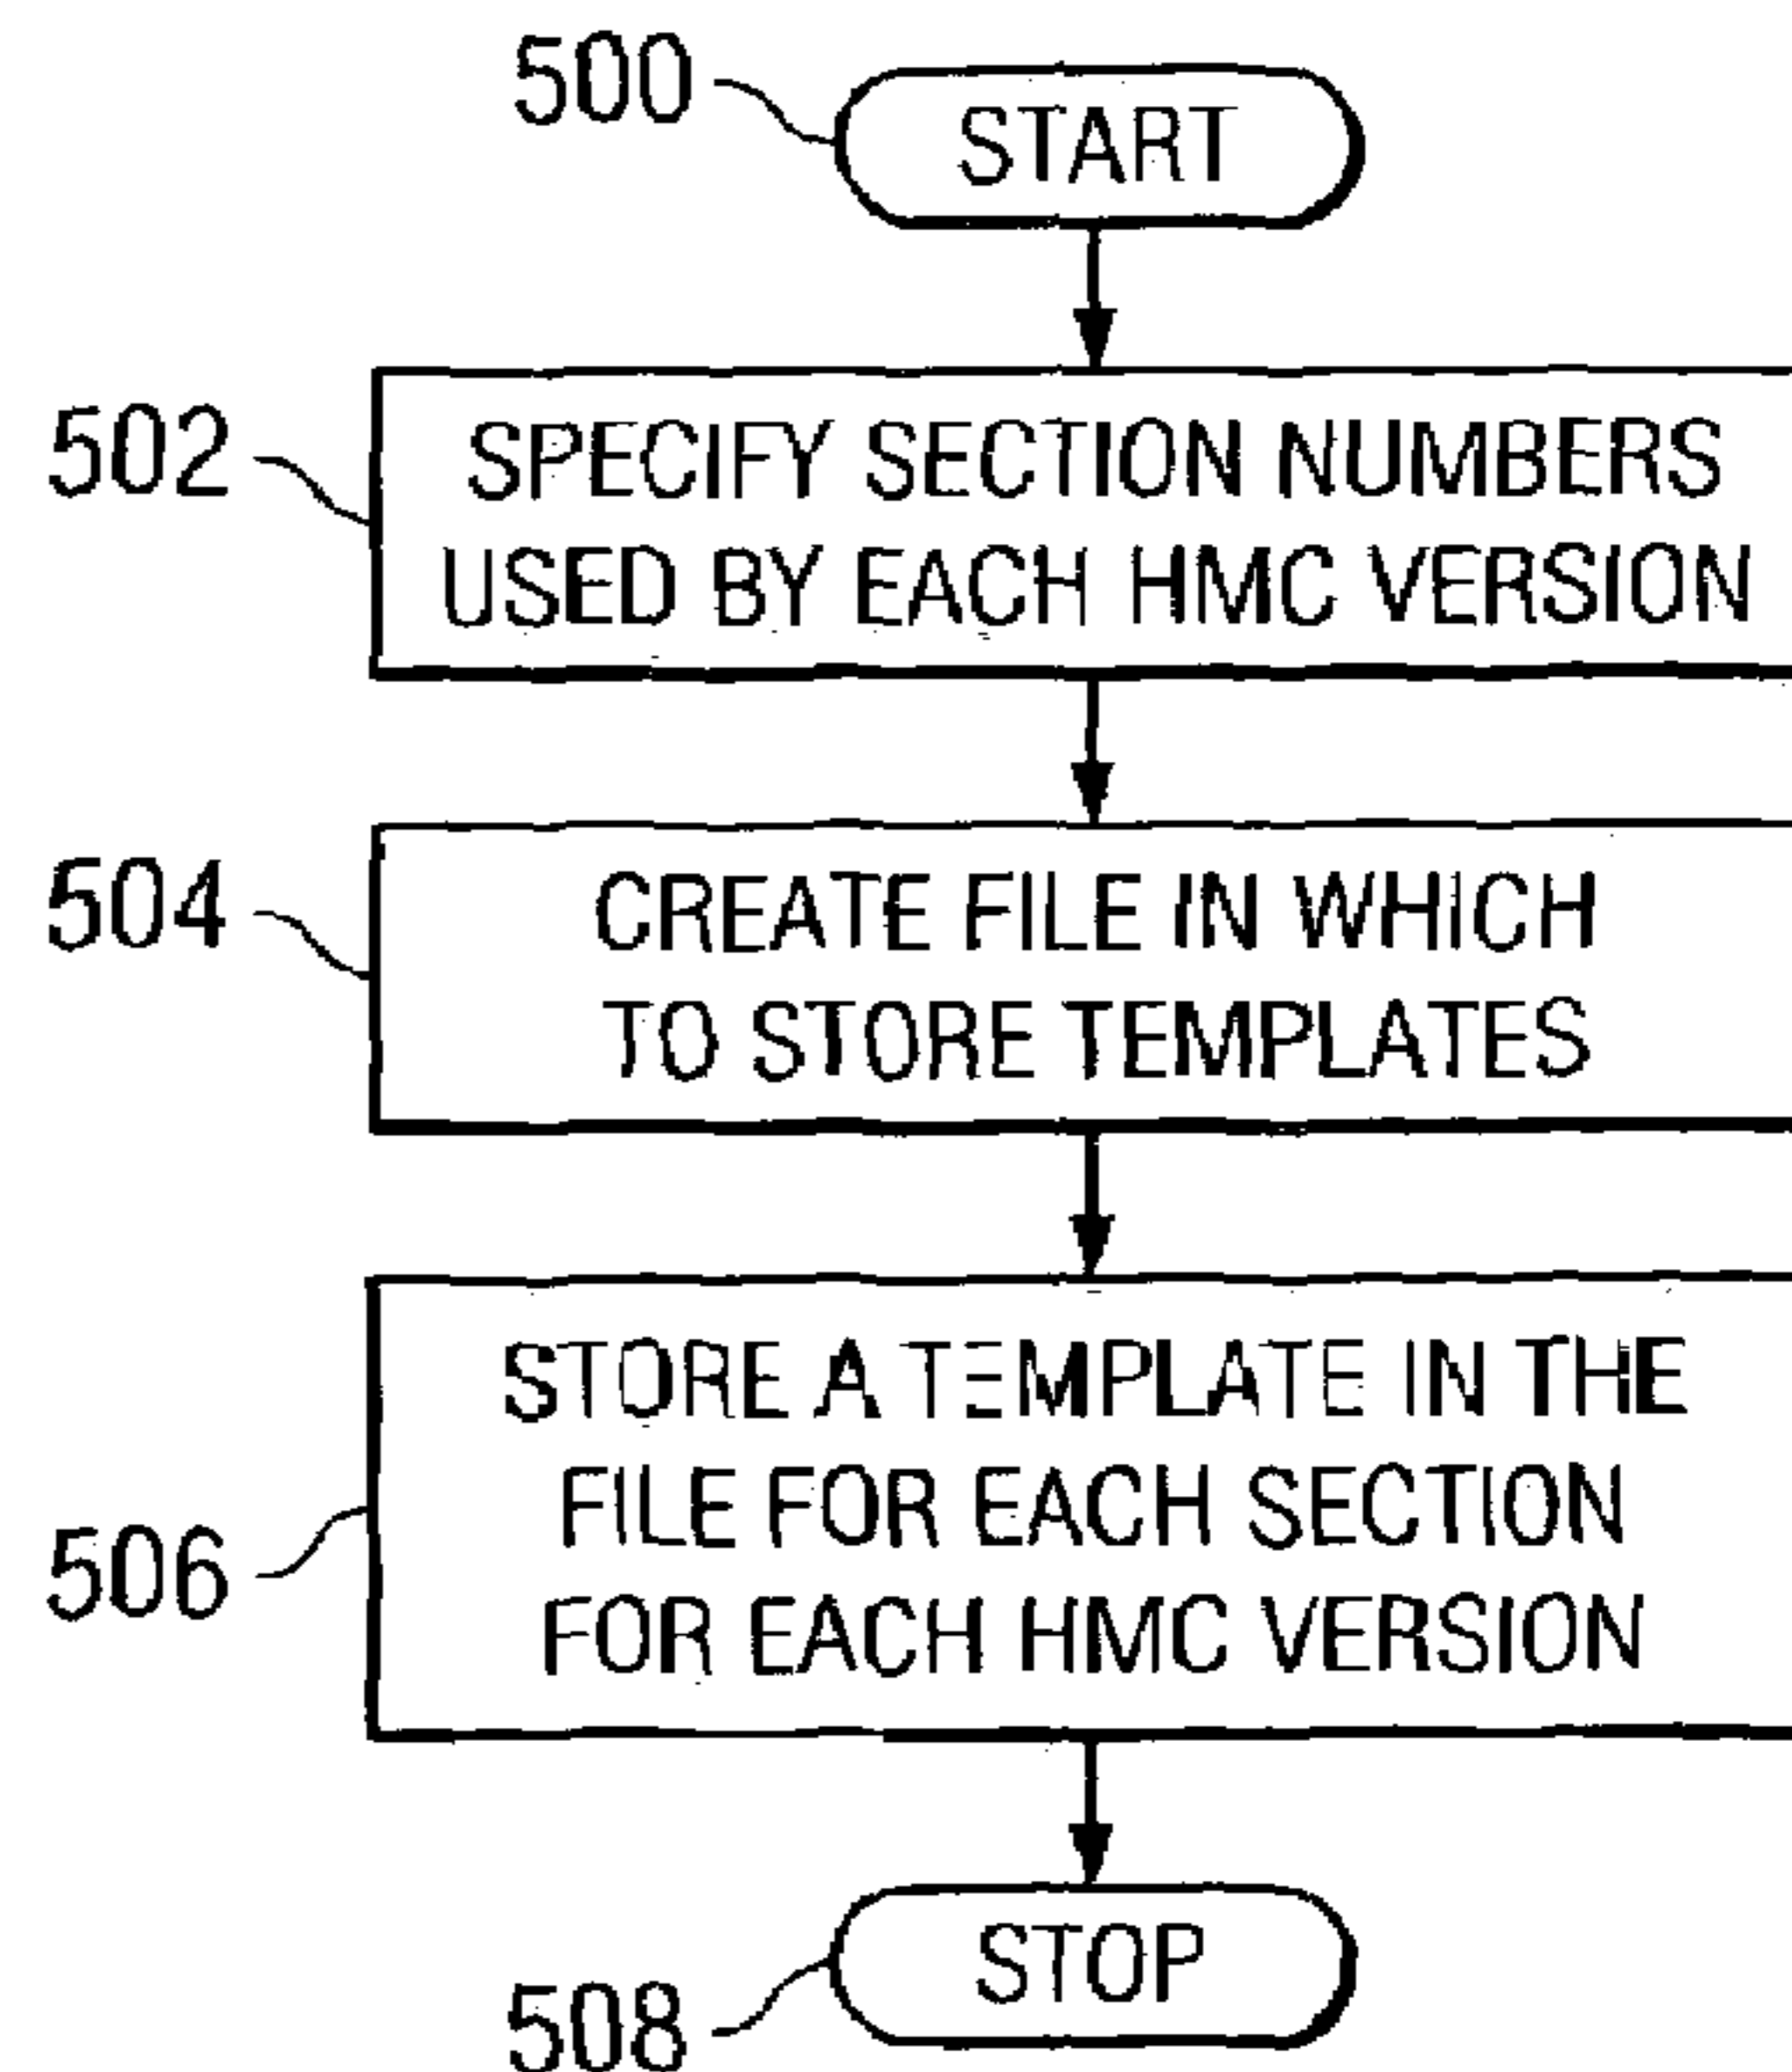 500
START
502
SPECIFY SECTION NUMBERS
USED BY EACH HMC VERSION
504
CREATE FILE IN WHICH
TO STORE TEMPLATES
506
STORE A TEMPLATE IN THE
FILE FOR EACH SECTION
FOR EACH HMC VERSION
508
STOP